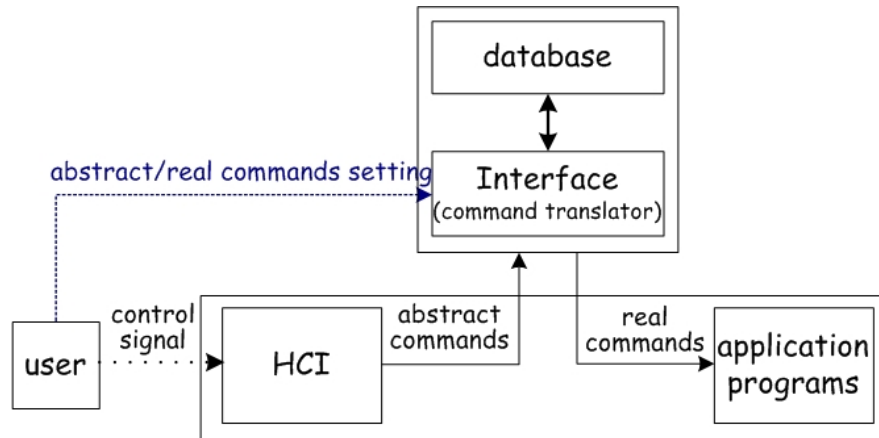 database
abstract/real commands setting
Interface
(command translator)
control
signal
abstract
commands
real
commands
user
HCI
application
programs